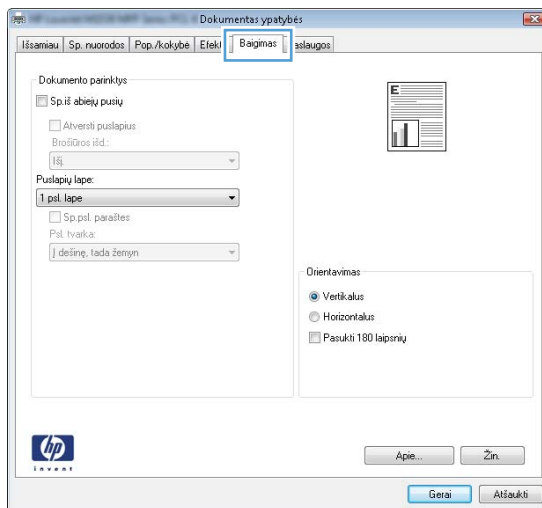 Dokumentas ypatybės
Išsamiau Sp. nuorodos Pop./kokybė Efekt Baigimas aslaugos
Dokumento parinktys
Sp.iš abiejų pusių
Atversti puslapius
Brošiūros išd.:
Išj.
Puslapių lape:
1 psl. lape
Sp.psl. paraštes
Psl. tvarka:
Į dešinę, tada žemyn
E
Orientavimas
Vertikalus
Horizontalus
Pasukti 180 laipsnių
hp
invent
Apie... Žin.
Gerai Atšaukti